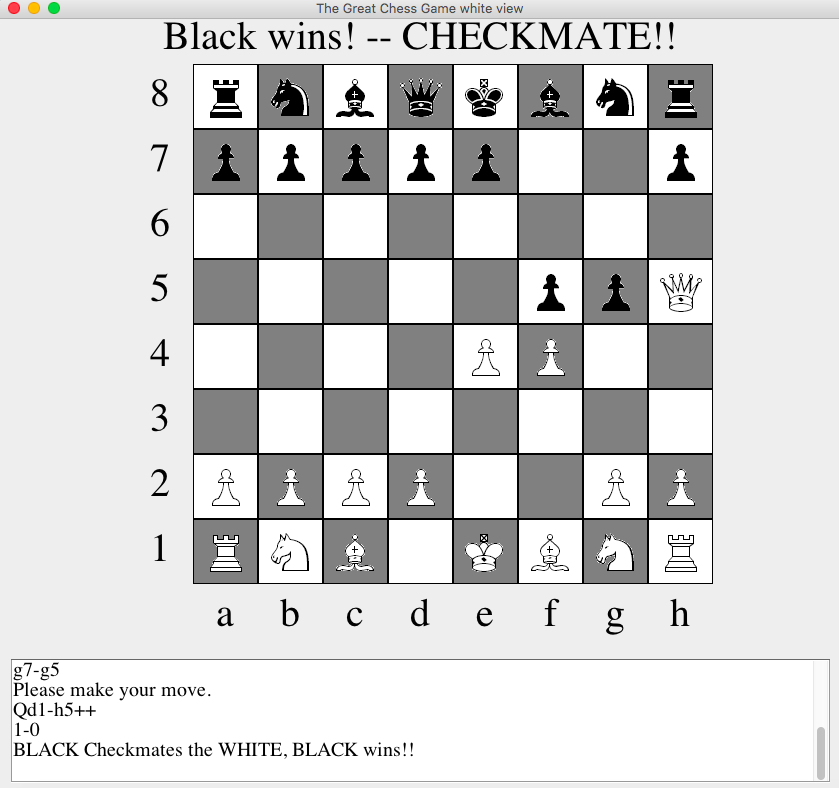 The Great Chess Game white view
Black wins! -- CHECKMATE!!
8
7
6
5
4
3
2
1
a b c d e f g h
g7-g5
Please make your move.
Qd1-h5++
1-0
BLACK Checkmates the WHITE, BLACK wins!!